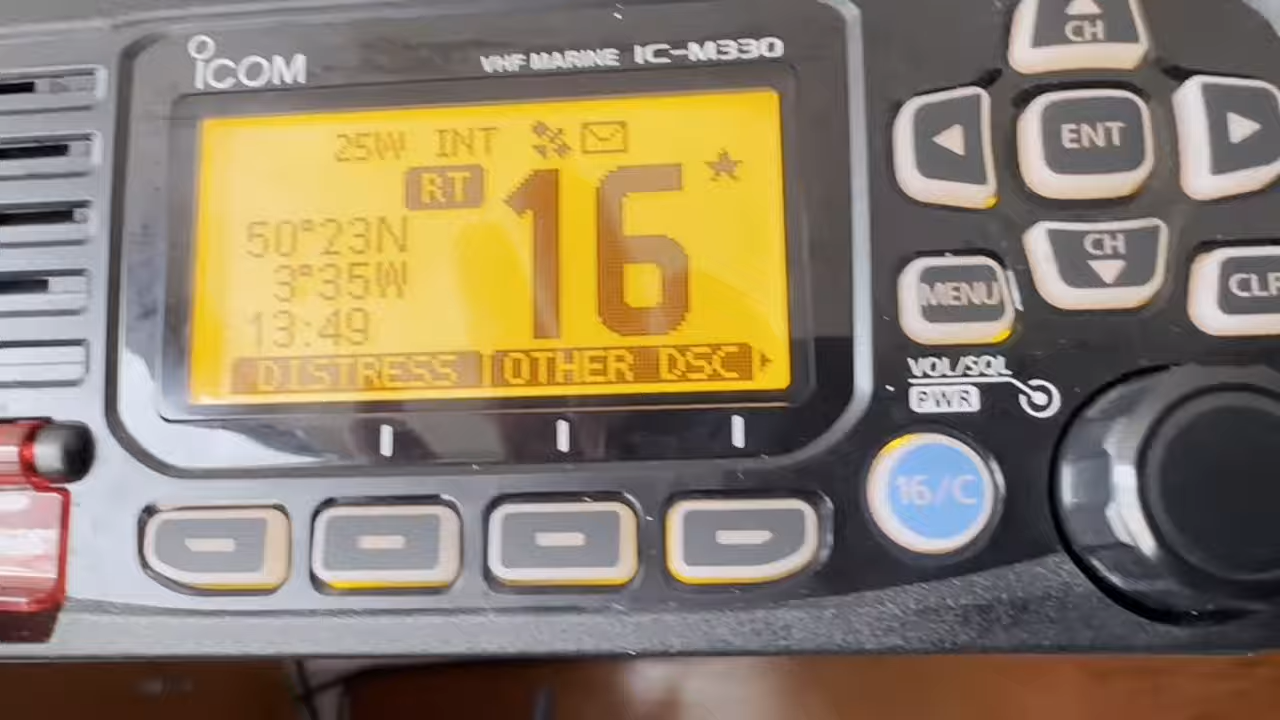 ICOM
VHF MARINE IC-M330
25W INT
RT
16
50°23N
3°35W
13:49
DISTRESS OTHER DSC
CH
ENT
CH
MENU
CLR
VOL/SQL
PWR
16/C